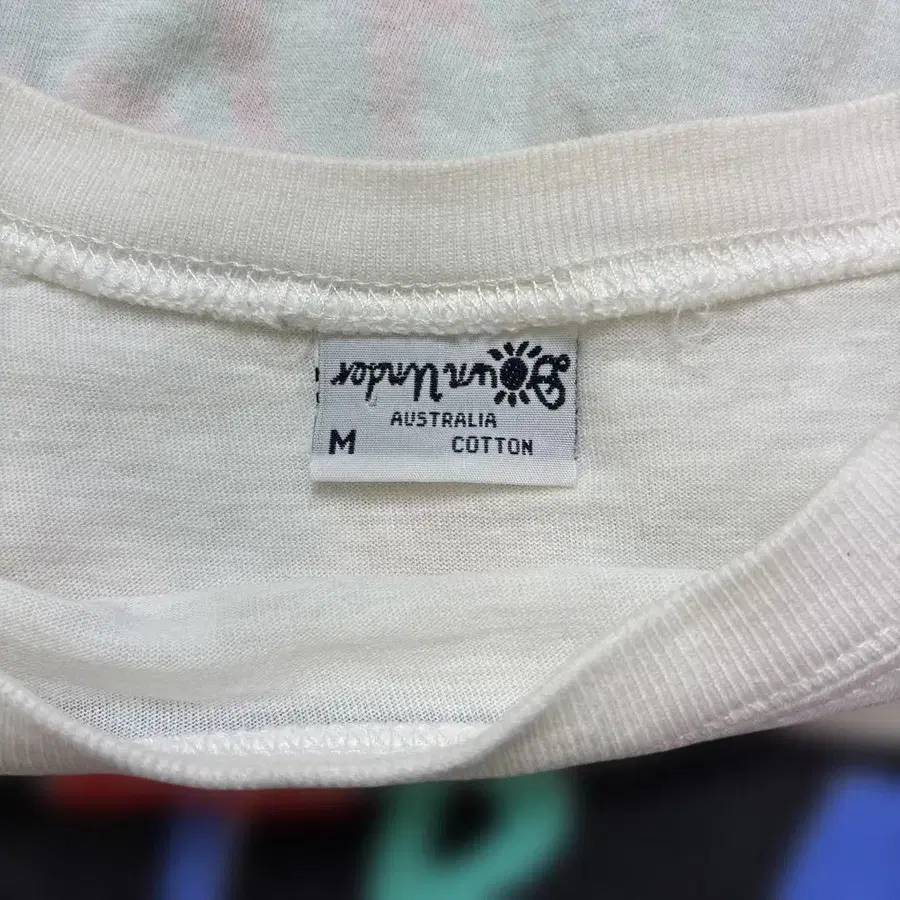 Down Under
AUSTRALIA
M COTTON